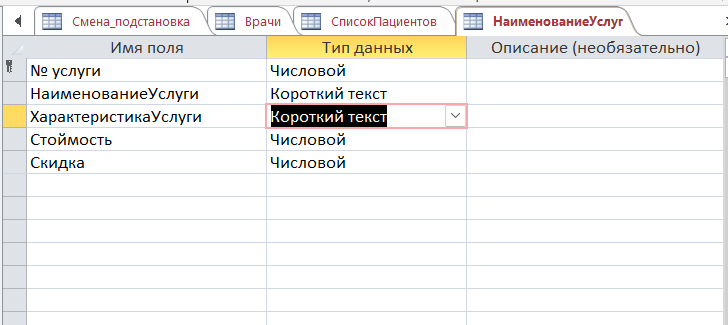 Смена_подстановка Врачи СписокПациентов НаименованиеУслуг
Имя поля Тип данных Описание (необязательно)
№ услуги Числовой
НаименованиеУслуги Короткий текст
ХарактеристикаУслуги Короткий текст
Стоймость Числовой
Скидка Числовой